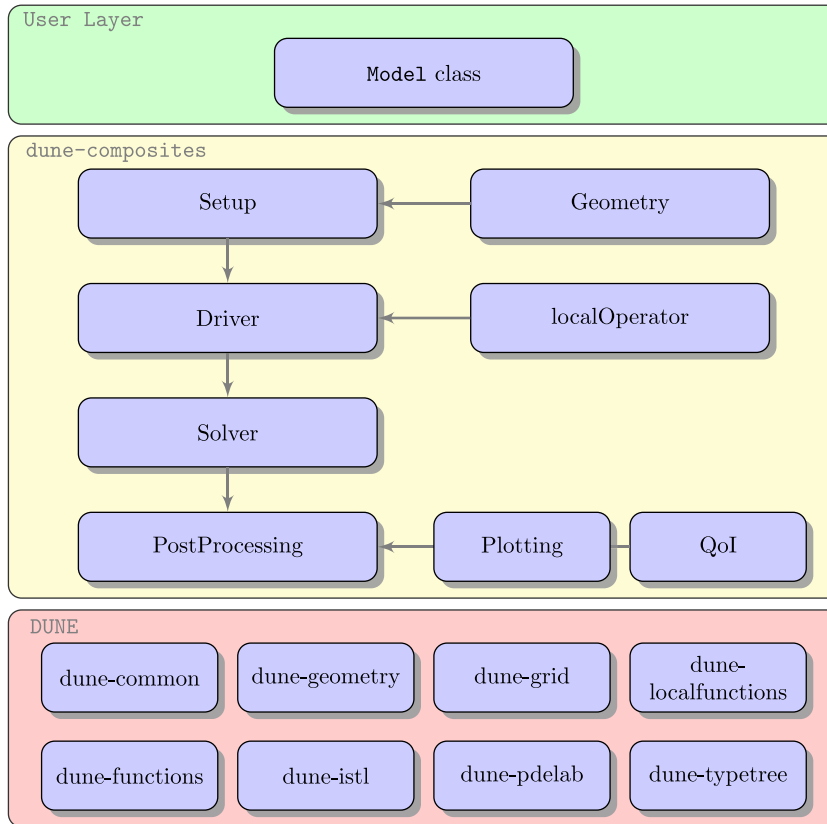 User Layer
Model class
dune-composites
Setup
Geometry
Driver
localOperator
Solver
PostProcessing
Plotting
QoI
DUNE
dune-common
dune-geometry
dune-grid
dune-
localfunctions
dune-functions
dune-istl
dune-pdelab
dune-typetree